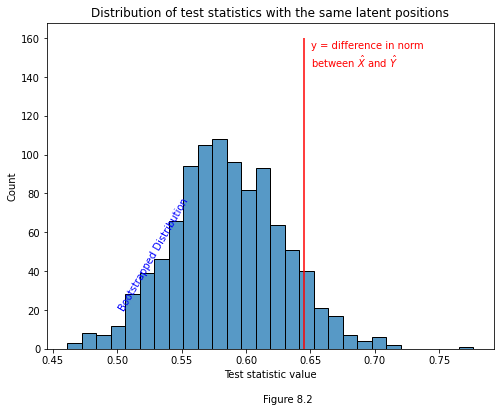 Distribution of test statistics with the same latent positions
160
140
120
100
80
60
40
20
0
Count
y = difference in norm
between X̂ and Ŷ
Bootstrapped Distribution
0.45 0.50 0.55 0.60 0.65 0.70 0.75
Test statistic value
Figure 8.2